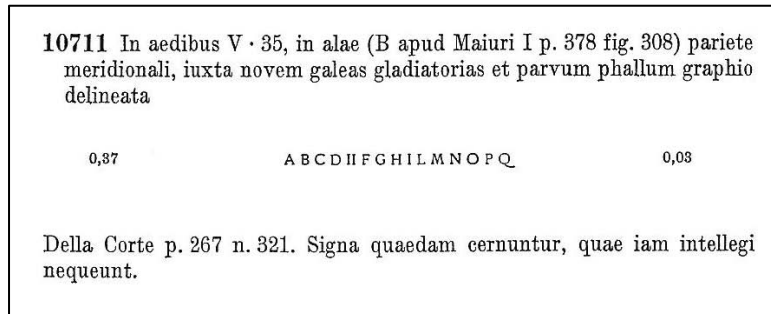 10711 In aedibus V · 35, in alae (B apud Maiuri I p. 378 fig. 308) pariete
meridionali, iuxta novem galeas gladiatorias et parvum phallum graphio
delineata
0,37 A B C D II F G H I L M N O P Q 0,03
Della Corte p. 267 n. 321. Signa quaedam cernuntur, quae iam intellegi
nequeunt.